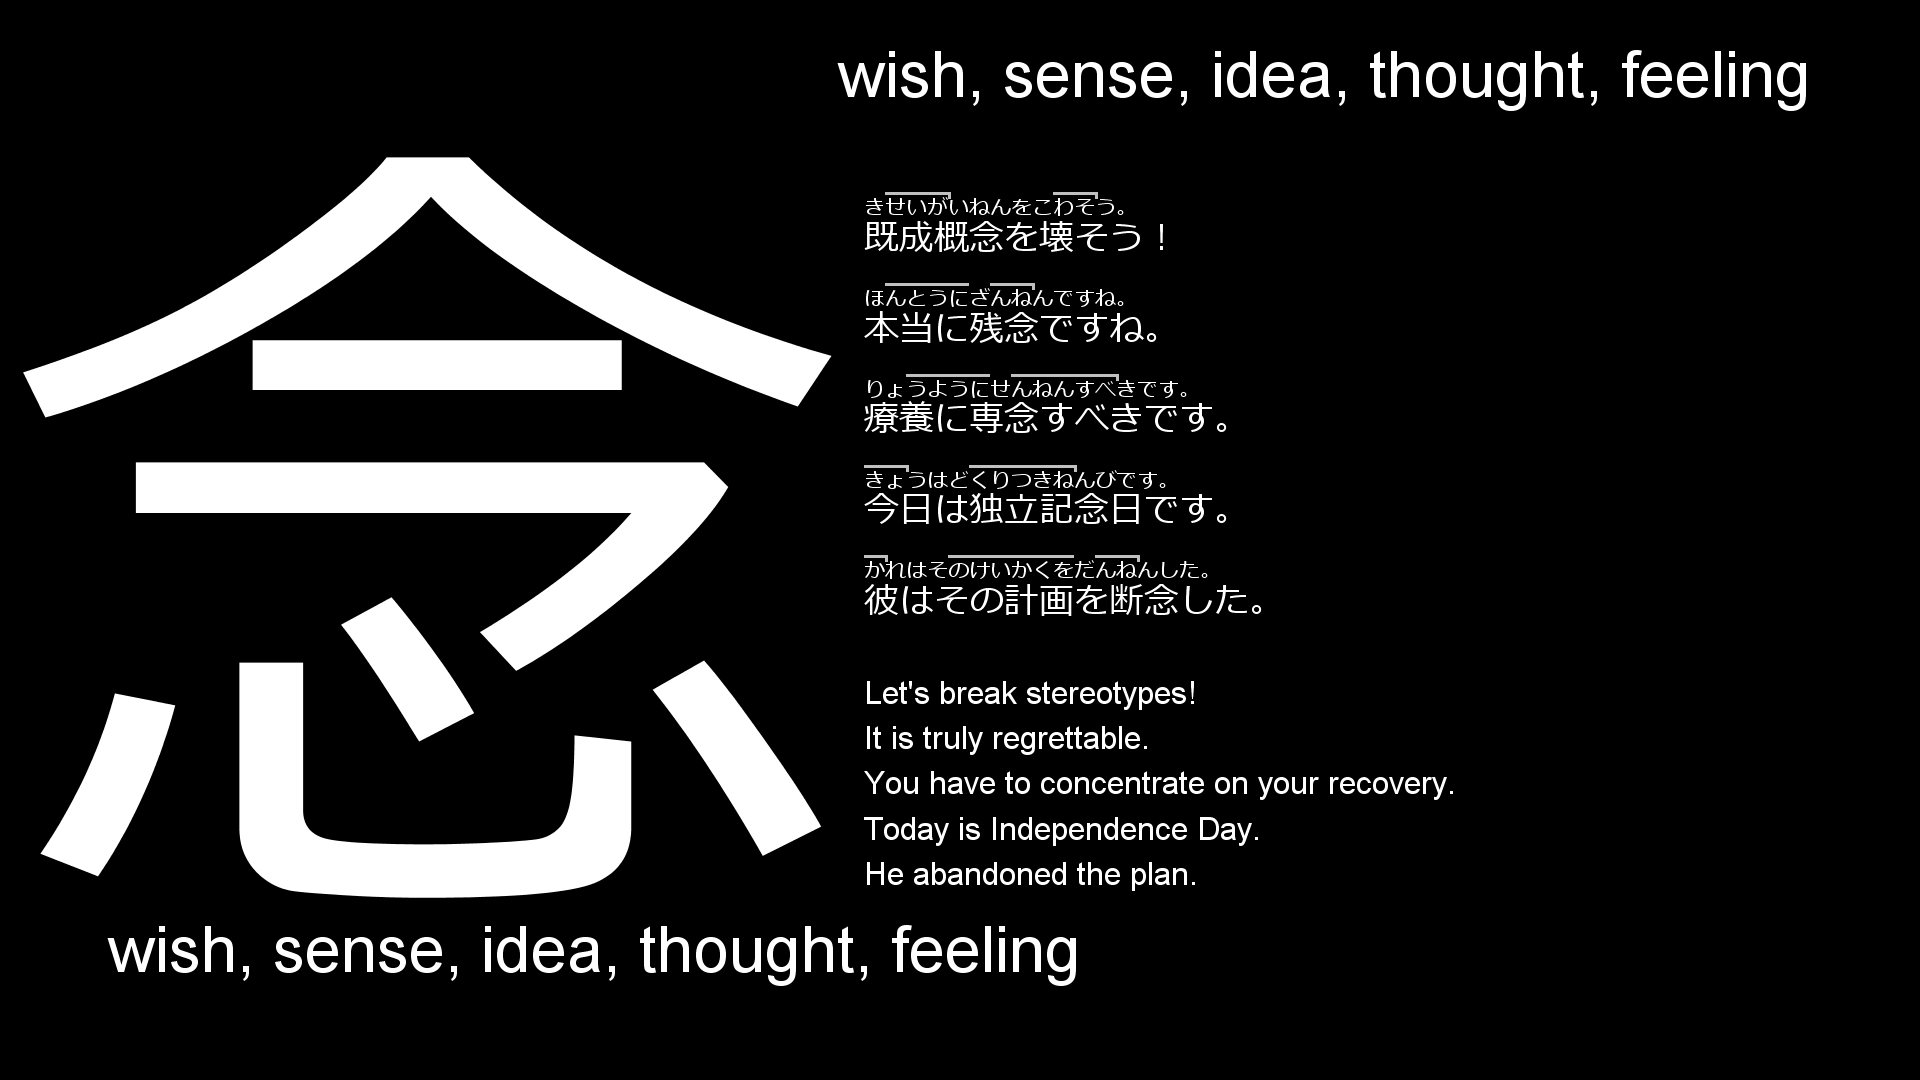 wish, sense, idea, thought, feeling
念
きせいがいねんをこわそう。
既成概念を壊そう！
ほんとうにざんねんですね。
本当に残念ですね。
りょうようにせんねんすべきです。
療養に専念すべきです。
きょうはどくりつきねんびです。
今日は独立記念日です。
かれはそのけいかくをだんねんした。
彼はその計画を断念した。
Let's break stereotypes!
It is truly regrettable.
You have to concentrate on your recovery.
Today is Independence Day.
He abandoned the plan.
wish, sense, idea, thought, feeling